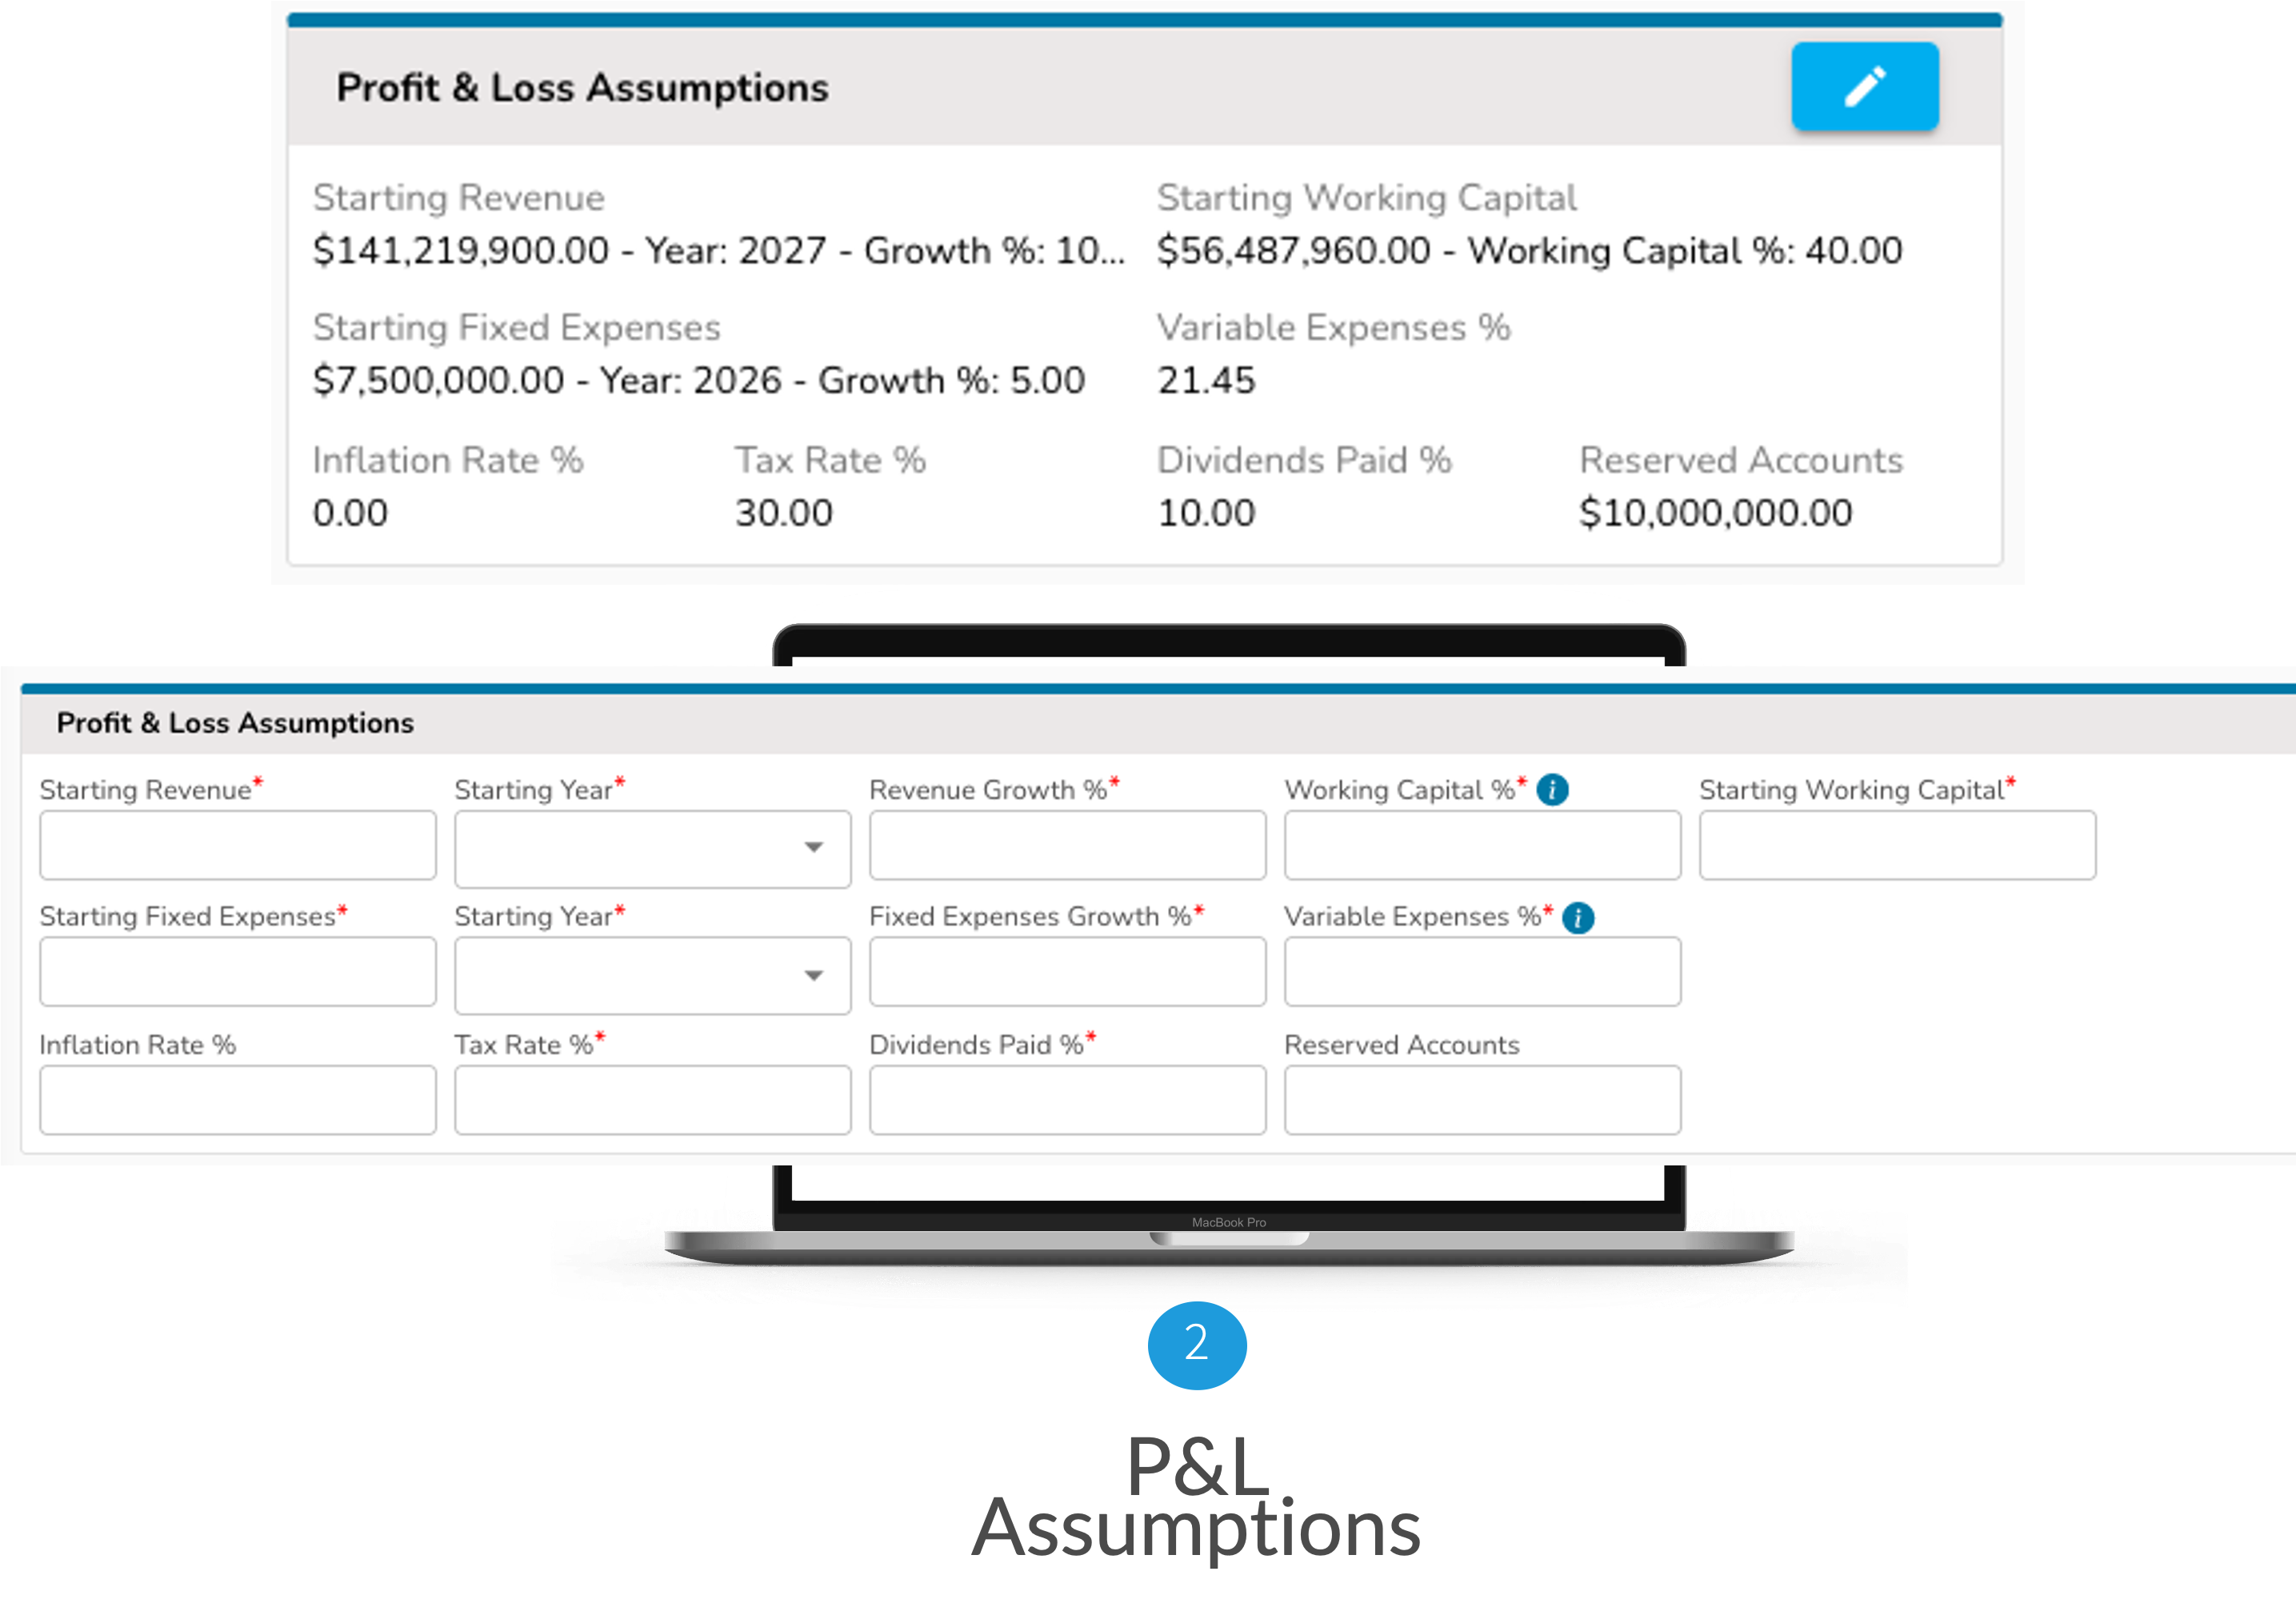 Profit & Loss Assumptions
Starting Revenue Starting Working Capital
$141,219,900.00 - Year: 2027 - Growth %: 10... $56,487,960.00 - Working Capital %: 40.00
Starting Fixed Expenses Variable Expenses %
$7,500,000.00 - Year: 2026 - Growth %: 5.00 21.45
Inflation Rate % Tax Rate % Dividends Paid % Reserved Accounts
0.00 30.00 10.00 $10,000,000.00
Profit & Loss Assumptions
Starting Revenue* Starting Year* Revenue Growth %* Working Capital %* i Starting Working Capital*
Starting Fixed Expenses* Starting Year* Fixed Expenses Growth %* Variable Expenses %* i
Inflation Rate % Tax Rate %* Dividends Paid %* Reserved Accounts
MacBook Pro
2
P&L
Assumptions